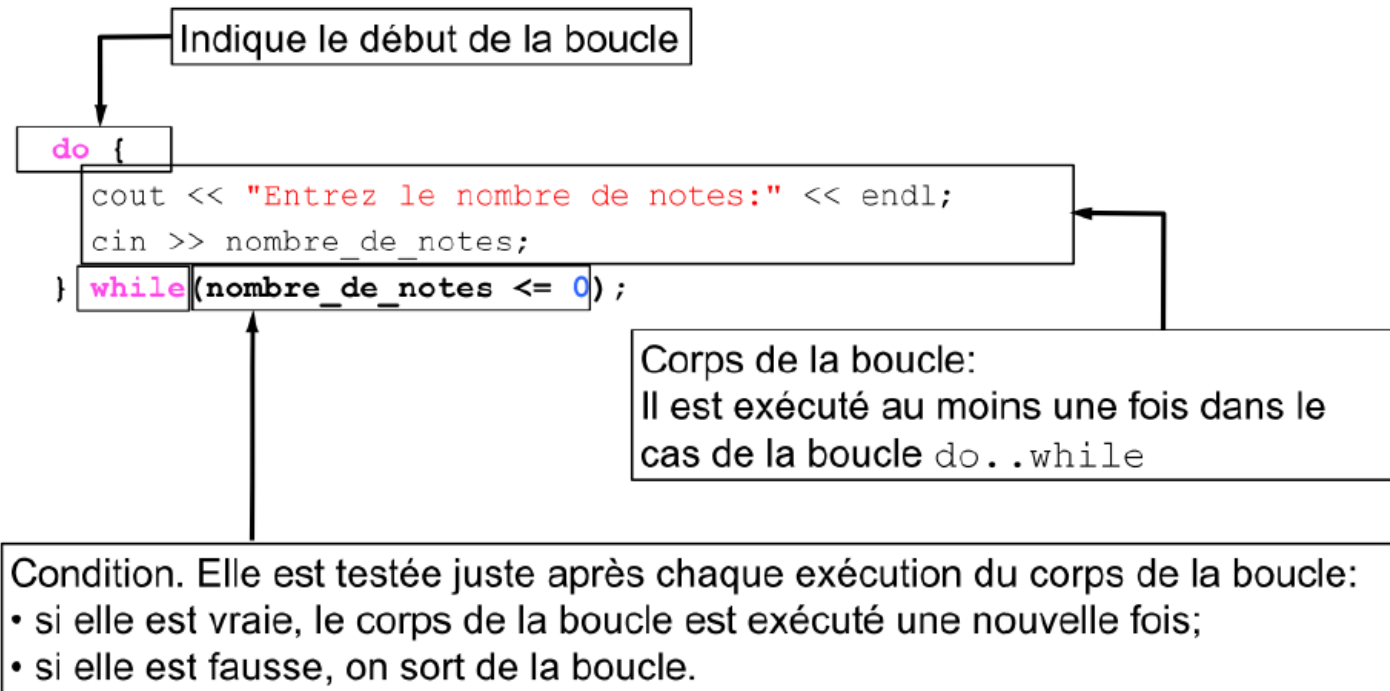 Indique le début de la boucle
do {
cout << "Entrez le nombre de notes:" << endl;
cin >> nombre_de_notes;
} while(nombre_de_notes <= 0);
Corps de la boucle:
Il est exécuté au moins une fois dans le
cas de la boucle do..while
Condition. Elle est testée juste après chaque exécution du corps de la boucle:
• si elle est vraie, le corps de la boucle est exécuté une nouvelle fois;
• si elle est fausse, on sort de la boucle.